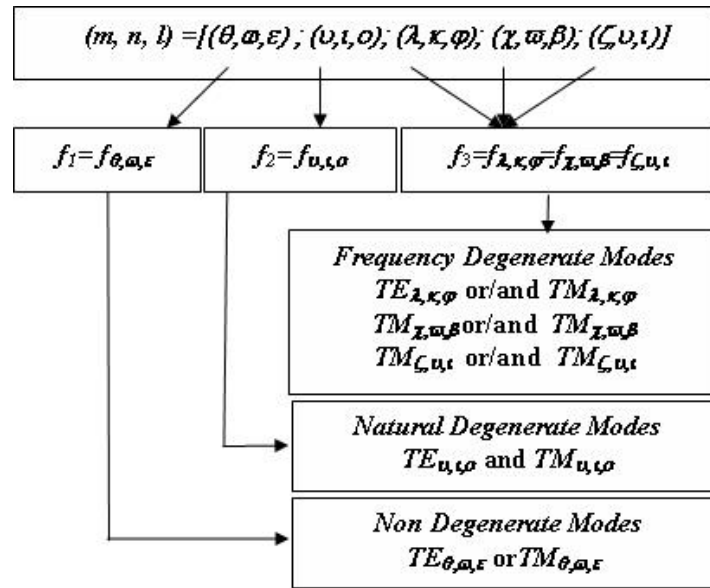 (m, n, l) =[(θ,ϖ,ε) ; (υ,ι,ο); (λ,κ,φ); (χ,ϖ,β); (ζ,υ,ι)]
f1=fθ,ϖ,ε
f2=fυ,ι,ο
f3=fλ,κ,φ=fχ,ϖ,β=fζ,υ,ι
Frequency Degenerate Modes
TEλ,κ,φ or/and TMλ,κ,φ
TMχ,ϖ,β or/and TMχ,ϖ,β
TMζ,υ,ι or/and TMζ,υ,ι
Natural Degenerate Modes
TEυ,ι,ο and TMυ,ι,ο
Non Degenerate Modes
TEθ,ϖ,ε or TMθ,ϖ,ε